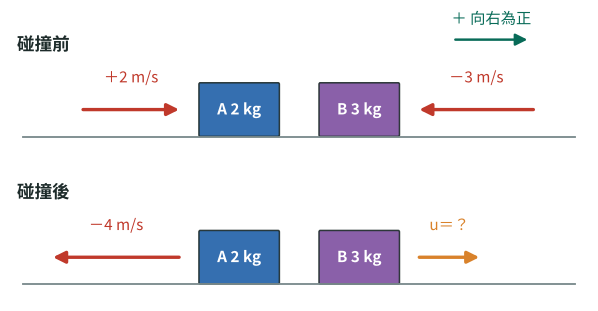 ＋ 向右為正
碰撞前
＋2 m/s
－3 m/s
A 2 kg
B 3 kg
碰撞後
－4 m/s
u＝？
A 2 kg
B 3 kg